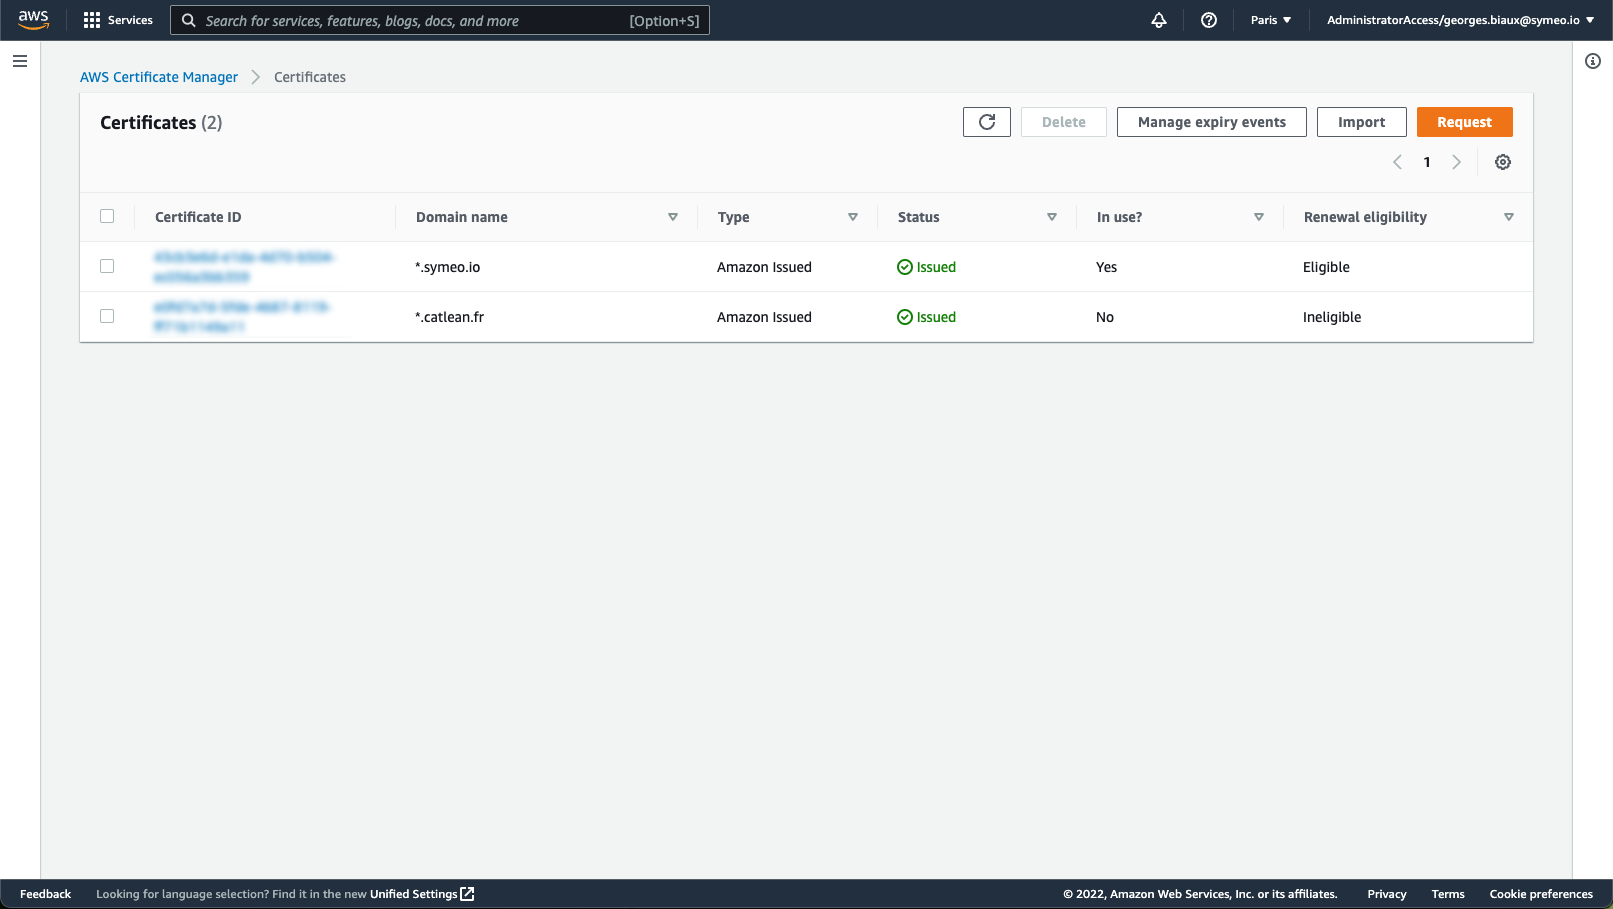 aws Services Search for services, features, blogs, docs, and more [Option+S] Paris ▼ AdministratorAccess/georges.biaux@symeo.io ▼
AWS Certificate Manager > Certificates
Certificates (2) Delete Manage expiry events Import Request
1
Certificate ID Domain name Type Status In use? Renewal eligibility
*.symeo.io Amazon Issued Issued Yes Eligible
*.catlean.fr Amazon Issued Issued No Ineligible
Feedback Looking for language selection? Find it in the new Unified Settings © 2022, Amazon Web Services, Inc. or its affiliates. Privacy Terms Cookie preferences